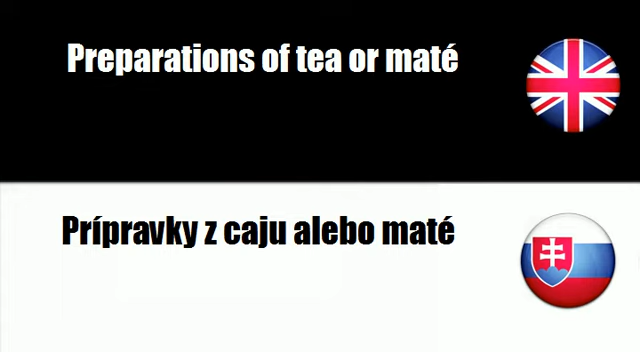 Preparations of tea or maté
Prípravky z caju alebo maté